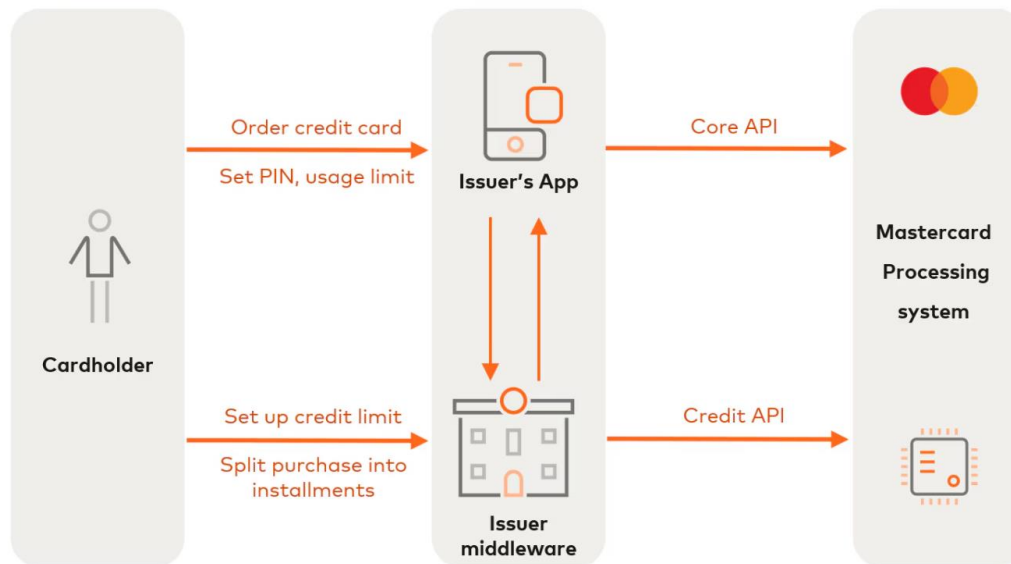 Order credit card
Set PIN, usage limit
Issuer's App
Core API
Mastercard
Processing
system
Cardholder
Set up credit limit
Split purchase into
installments
Issuer
middleware
Credit API